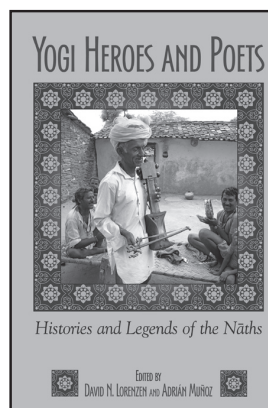 YOGI HEROES AND POETS
Histories and Legends of the Nāths
EDITED BY
DAVID N. LORENZEN AND ADRIÁN MUÑOZ